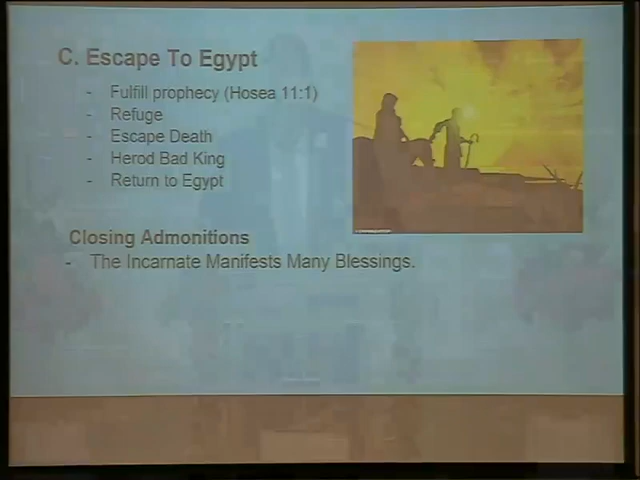 C. Escape To Egypt
- Fulfill prophecy (Hosea 11:1)
- Refuge
- Escape Death
- Herod Bad King
- Return to Egypt
Closing Admonitions
- The Incarnate Manifests Many Blessings.